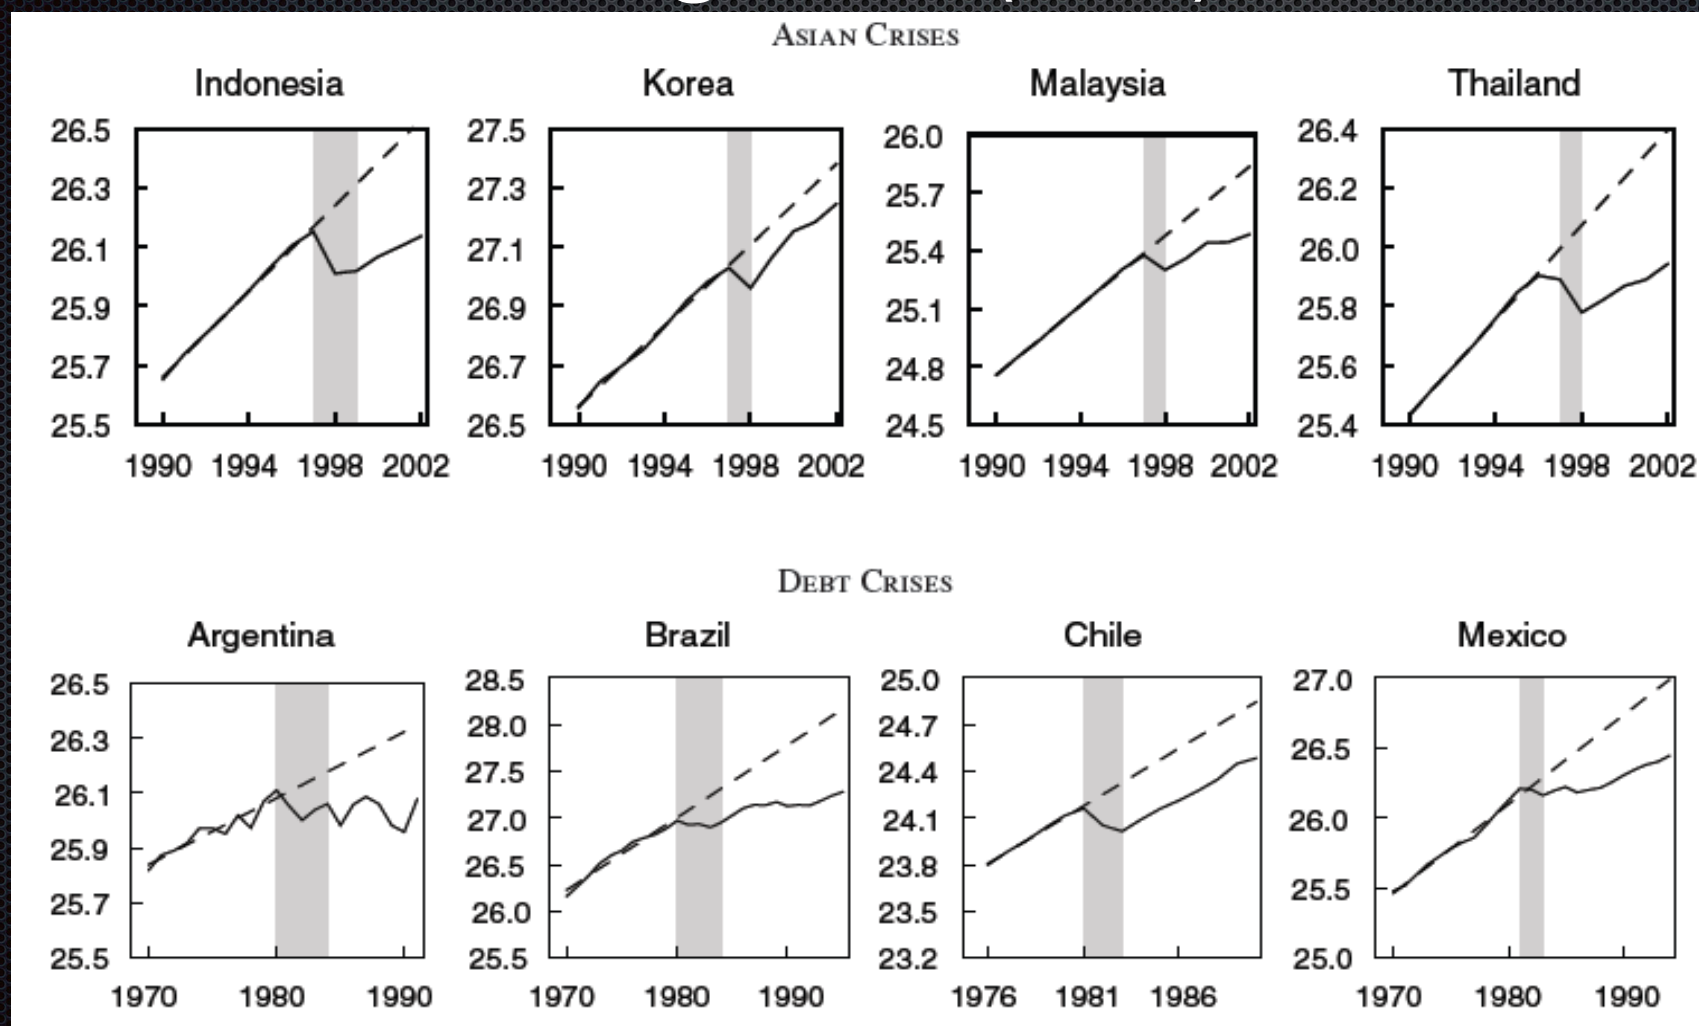 ASIAN CRISES
Indonesia Korea Malaysia Thailand
26.5 27.5 26.0 26.4
26.3 27.3 25.7 26.2
26.1 27.1 25.4 26.0
25.9 26.9 25.1 25.8
25.7 26.7 24.8 25.6
25.5 26.5 24.5 25.4
1990 1994 1998 2002 1990 1994 1998 2002 1990 1994 1998 2002 1990 1994 1998 2002
DEBT CRISES
Argentina Brazil Chile Mexico
26.5 28.5 25.0 27.0
26.3 28.0 24.7 26.5
26.1 27.5 24.4 26.0
25.9 27.0 24.1 25.5
25.7 26.5 23.8 25.0
25.5 26.0 23.5
25.5 23.2
1970 1980 1990 1970 1980 1990 1976 1981 1986 1970 1980 1990